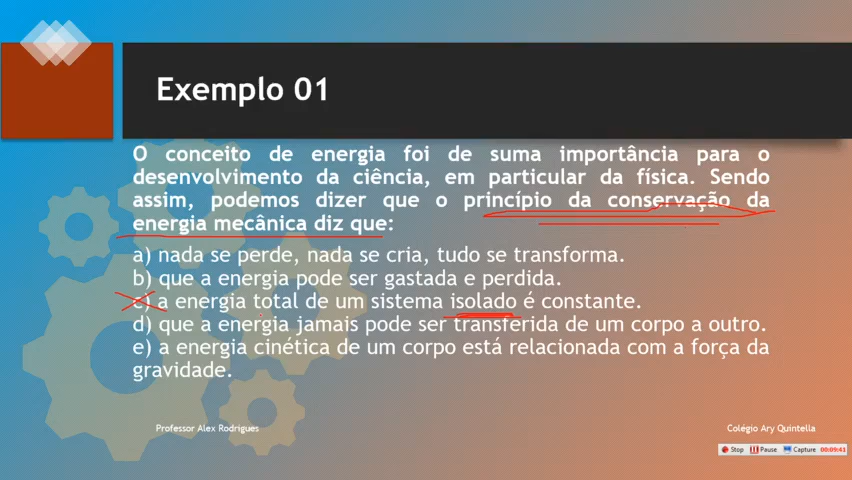 Exemplo 01
O conceito de energia foi de suma importância para o
desenvolvimento da ciência, em particular da física. Sendo
assim, podemos dizer que o princípio da conservação da
energia mecânica diz que:
a) nada se perde, nada se cria, tudo se transforma.
b) que a energia pode ser gastada e perdida.
c) a energia total de um sistema isolado é constante.
d) que a energia jamais pode ser transferida de um corpo a outro.
e) a energia cinética de um corpo está relacionada com a força da
gravidade.
Professor Alex Rodrigues
Colégio Ary Quintella
Stop Pause Capture 00:09:41